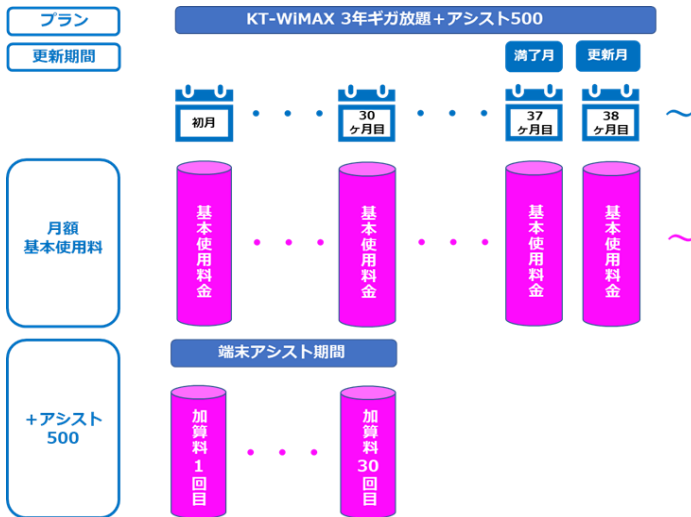 プラン
KT-WiMAX 3年ギガ放題＋アシスト500
更新期間
満了月
更新月
初月
・・・
30
ヶ月目
・・・
37
ヶ月目
38
ヶ月目
～
月額
基本使用料
基本使用料金
・・・
基本使用料金
・・・
基本使用料金
基本使用料金
～
端末アシスト期間
＋アシスト
500
加算料1回目
・・・
加算料30回目